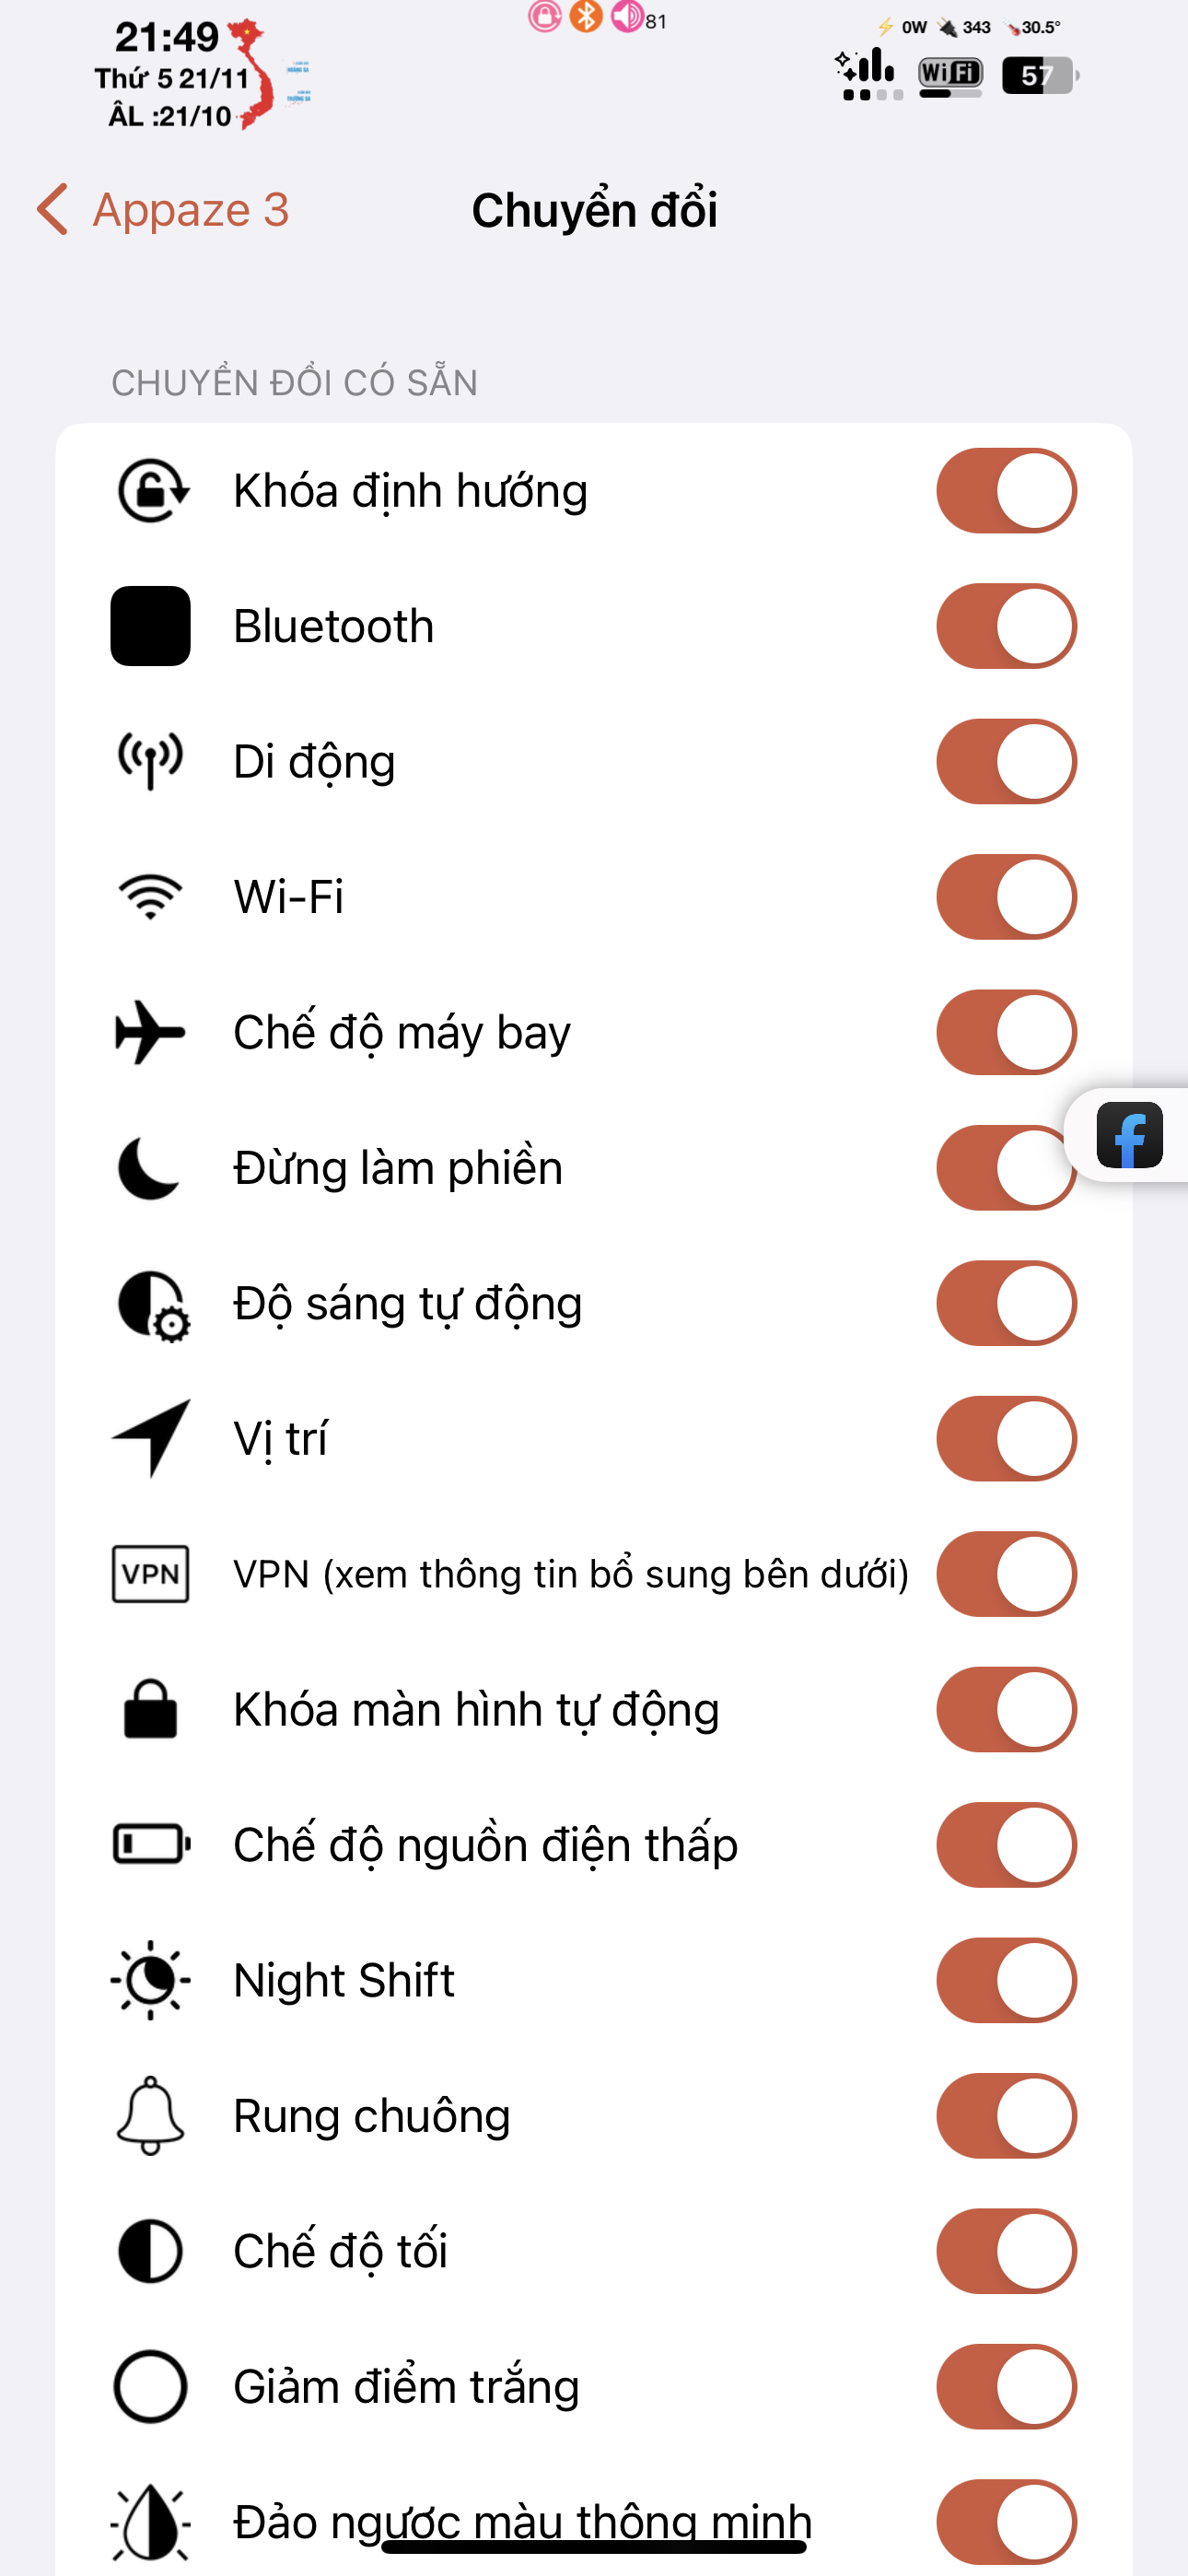 21:49
Thứ 5 21/11
ÂL :21/10
HOÀNG SA
TRƯỜNG SA
81
0W 343 30.5°
WiFi
57
Appaze 3
Chuyển đổi
CHUYỂN ĐỔI CÓ SẴN
Khóa định hướng
Bluetooth
Di động
Wi-Fi
Chế độ máy bay
Đừng làm phiền
Độ sáng tự động
Vị trí
VPN
VPN (xem thông tin bổ sung bên dưới)
Khóa màn hình tự động
Chế độ nguồn điện thấp
Night Shift
Rung chuông
Chế độ tối
Giảm điểm trắng
Đảo ngược màu thông minh